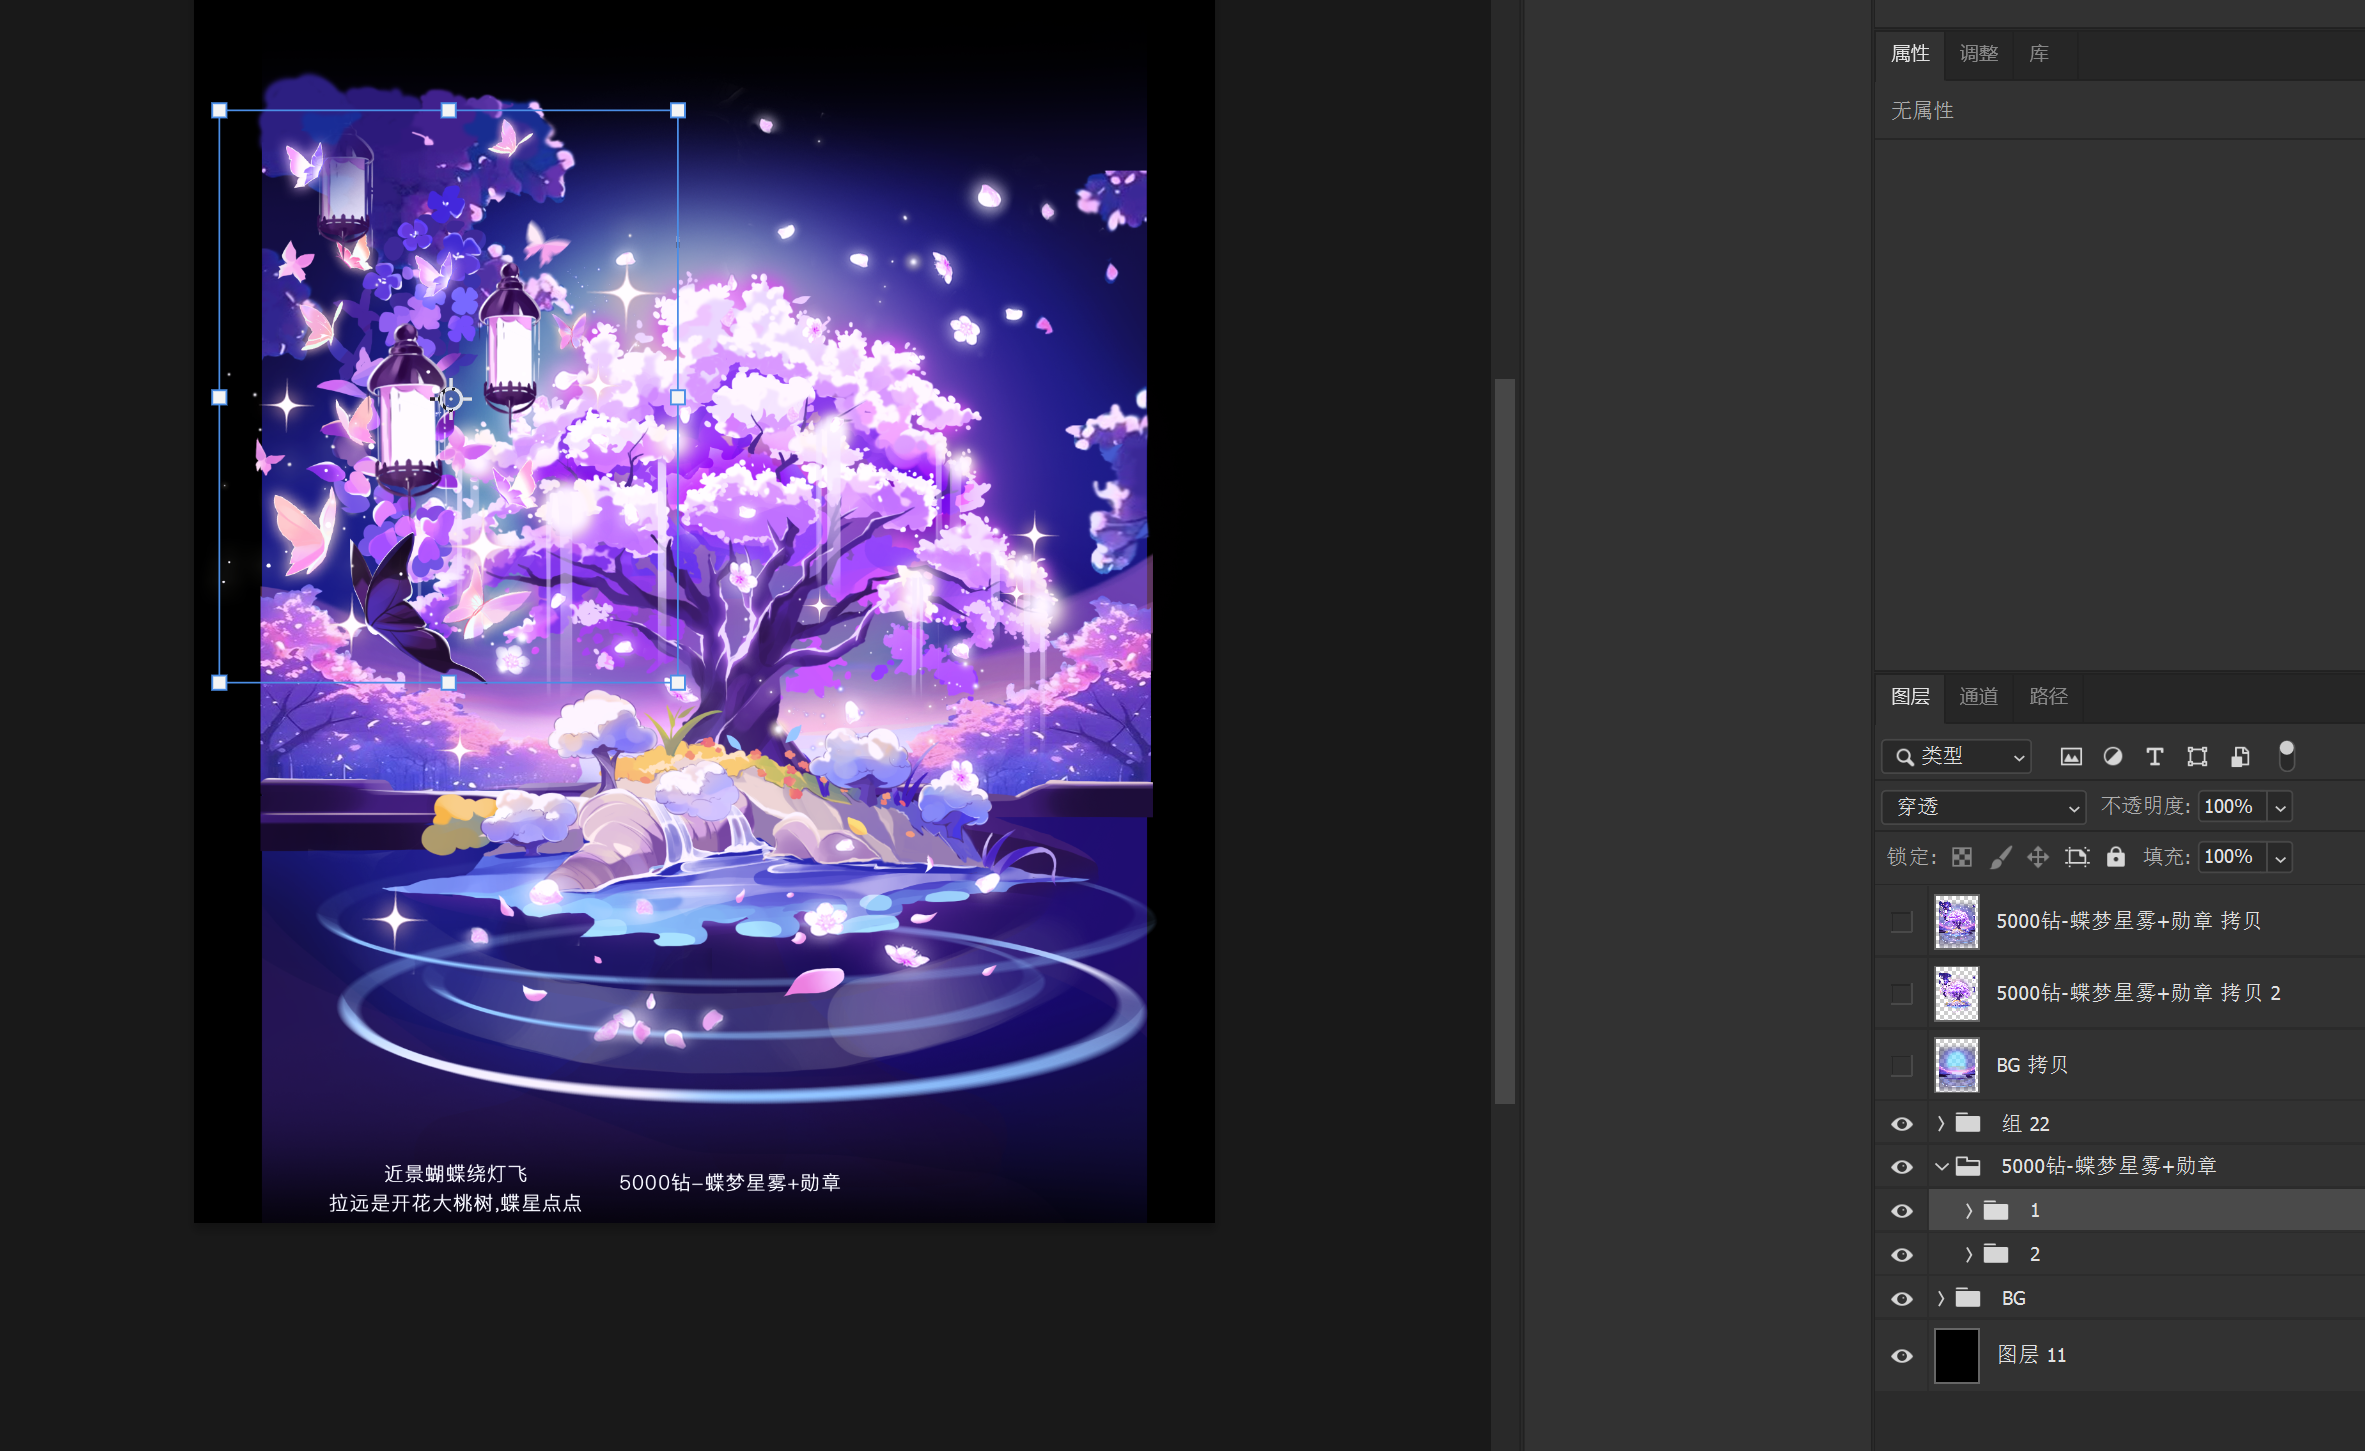 属性 调整 库
无属性
图层 通道 路径
类型
穿透 不透明度: 100%
锁定: 填充: 100%
5000钻-蝶梦星雾+勋章 拷贝
5000钻-蝶梦星雾+勋章 拷贝 2
BG 拷贝
组 22
5000钻-蝶梦星雾+勋章
1
2
BG
图层 11
近景蝴蝶绕灯飞
拉远是开花大桃树,蝶星点点
5000钻-蝶梦星雾+勋章